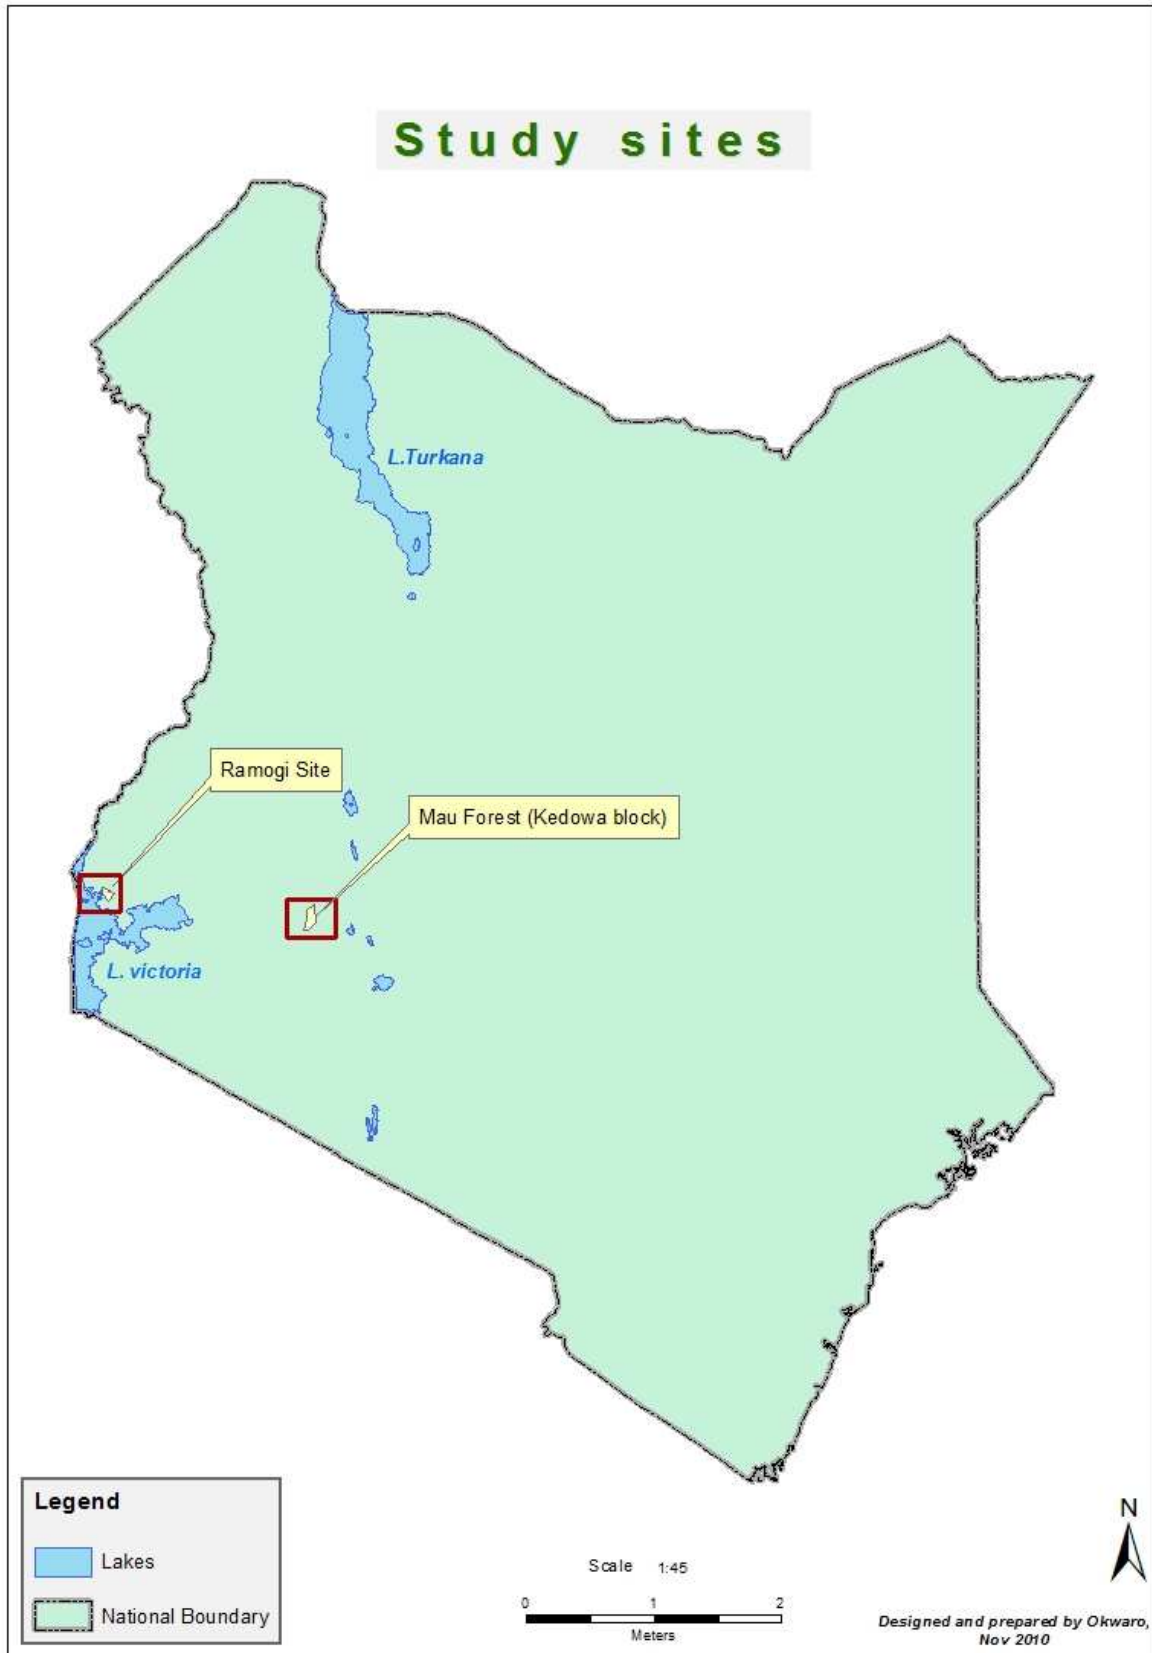 Study sites
L.Turkana
Ramogi Site
Mau Forest (Kedowa block)
L. victoria
Legend
Lakes
National Boundary
Scale 1:45
0 1 2
Meters
N
Designed and prepared by Okwaro,
Nov 2010